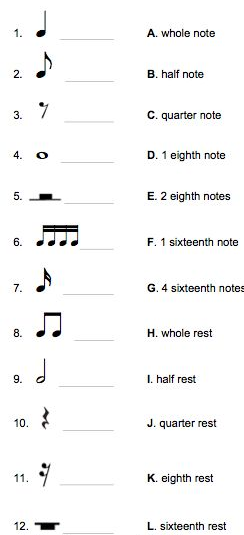 1. A. whole note
2. B. half note
3. C. quarter note
4. D. 1 eighth note
5. E. 2 eighth notes
6. F. 1 sixteenth note
7. G. 4 sixteenth notes
8. H. whole rest
9. I. half rest
10. J. quarter rest
11. K. eighth rest
12. L. sixteenth rest